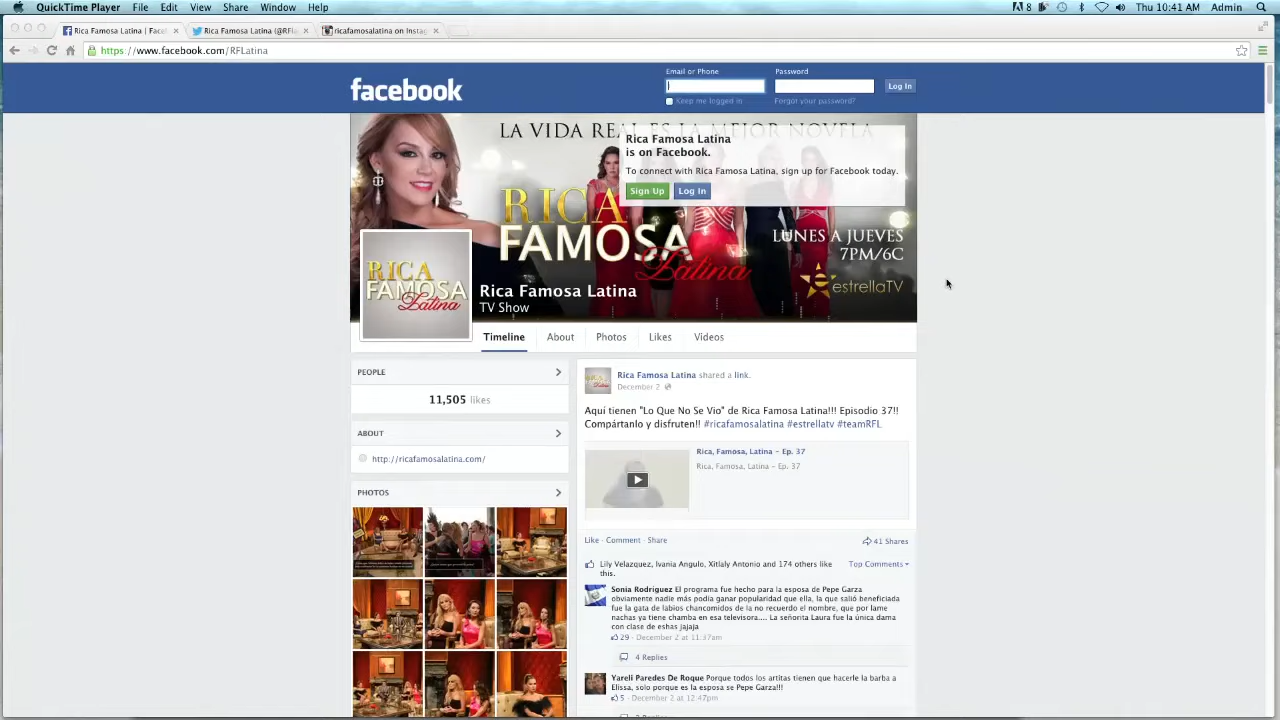 QuickTime Player File Edit View Share Window Help
8 Thu 10:41 AM Admin
Rica Famosa Latina | Face
Rica Famosa Latina (@RFl
ricafamosalatina on Instag
https://www.facebook.com/RFLatina
facebook
Email or Phone
Password
Log In
Keep me logged in
Forgot your password?
LA VIDA REAL ES LA MEJOR NOVELA
Rica Famosa Latina
is on Facebook.
To connect with Rica Famosa Latina, sign up for Facebook today.
Sign Up
Log In
RICA
FAMOSA
Latina
LUNES A JUEVES
7PM/6C
estrellaTV
RICA
FAMOSA
Latina
Rica Famosa Latina
TV Show
Timeline
About
Photos
Likes
Videos
PEOPLE
11,505 likes
ABOUT
http://ricafamosalatina.com/
PHOTOS
Rica Famosa Latina shared a link.
December 2
Aquí tienen "Lo Que No Se Vio" de Rica Famosa Latina!!! Episodio 37!!
Compártanlo y disfruten!! #ricafamosalatina #estrellatv #teamRFL
Rica, Famosa, Latina – Ep. 37
Rica, Famosa, Latina – Ep. 37
Like · Comment · Share
41 Shares
Lily Velazquez, Ivania Angulo, Xitlaly Antonio and 174 others like
this.
Top Comments
Sonia Rodriguez El programa fue hecho para la esposa de Pepe Garza
obviamente nadie más podía ganar popularidad que ella, la que salió beneficiada
fue la gata de labios chancomidos de la no recuerdo el nombre, que por lame
nachas ya tiene chamba en esa televisora.... La señorita Laura fue la única dama
con clase de eshas jajaja
29 · December 2 at 11:37am
4 Replies
Yareli Paredes De Roque Porque todos los artitas tienen que hacerle la barba a
Elissa, solo porque es la esposa se Pepe Garza!!!
5 · December 2 at 12:47pm